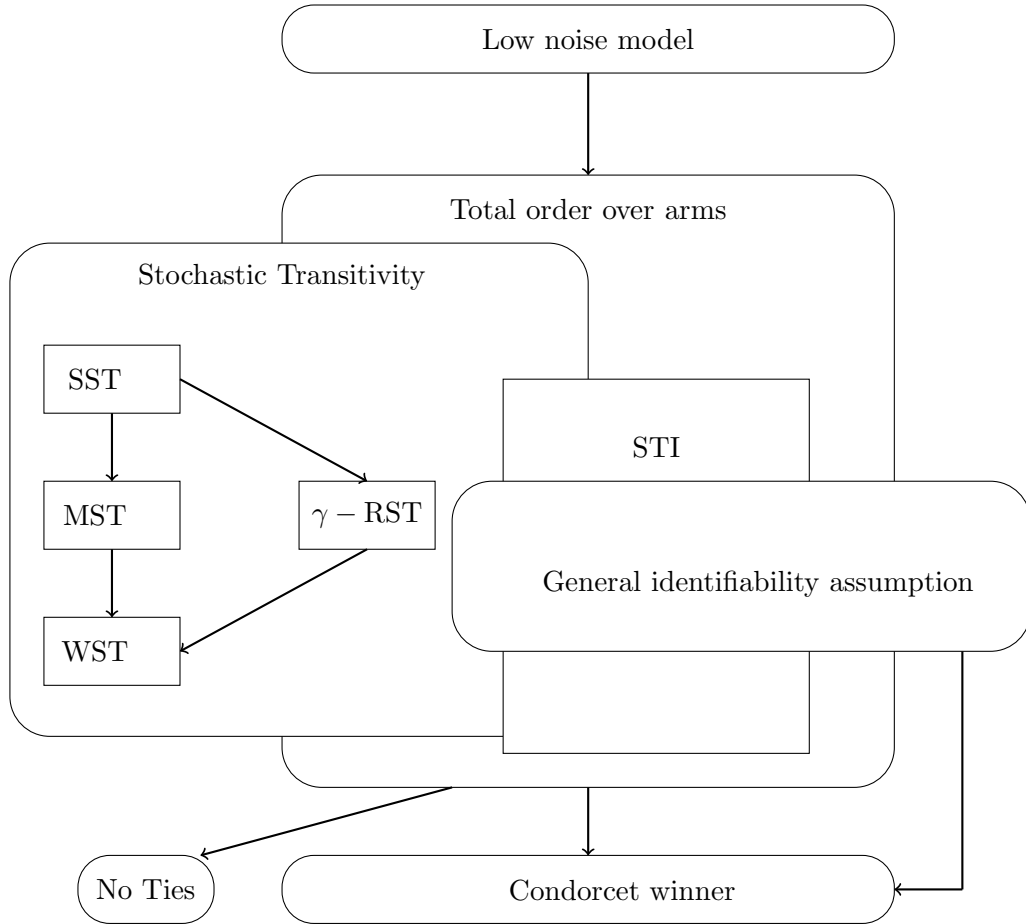 Low noise model
Total order over arms
Stochastic Transitivity
SST
STI
MST
γ − RST
General identifiability assumption
WST
No Ties
Condorcet winner